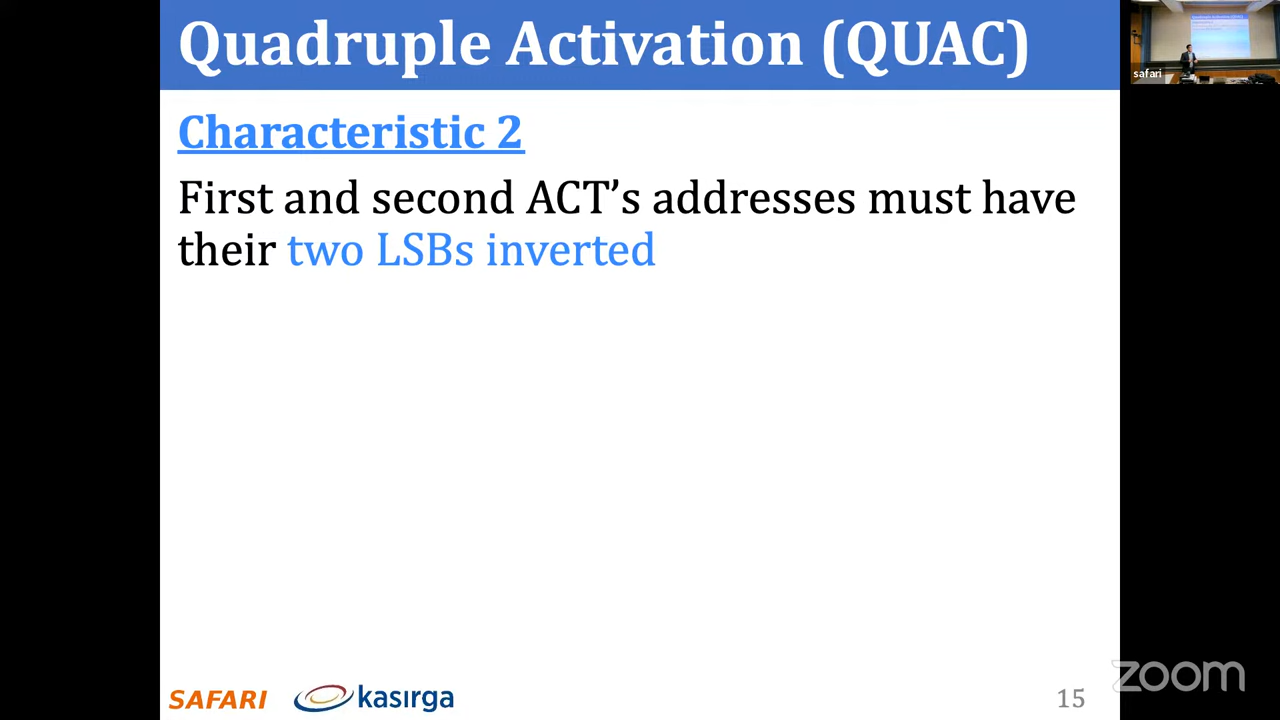 Quadruple Activation (QUAC)
safari
Characteristic 2
First and second ACT's addresses must have
their two LSBs inverted
SAFARI
kasırga
15
zoom